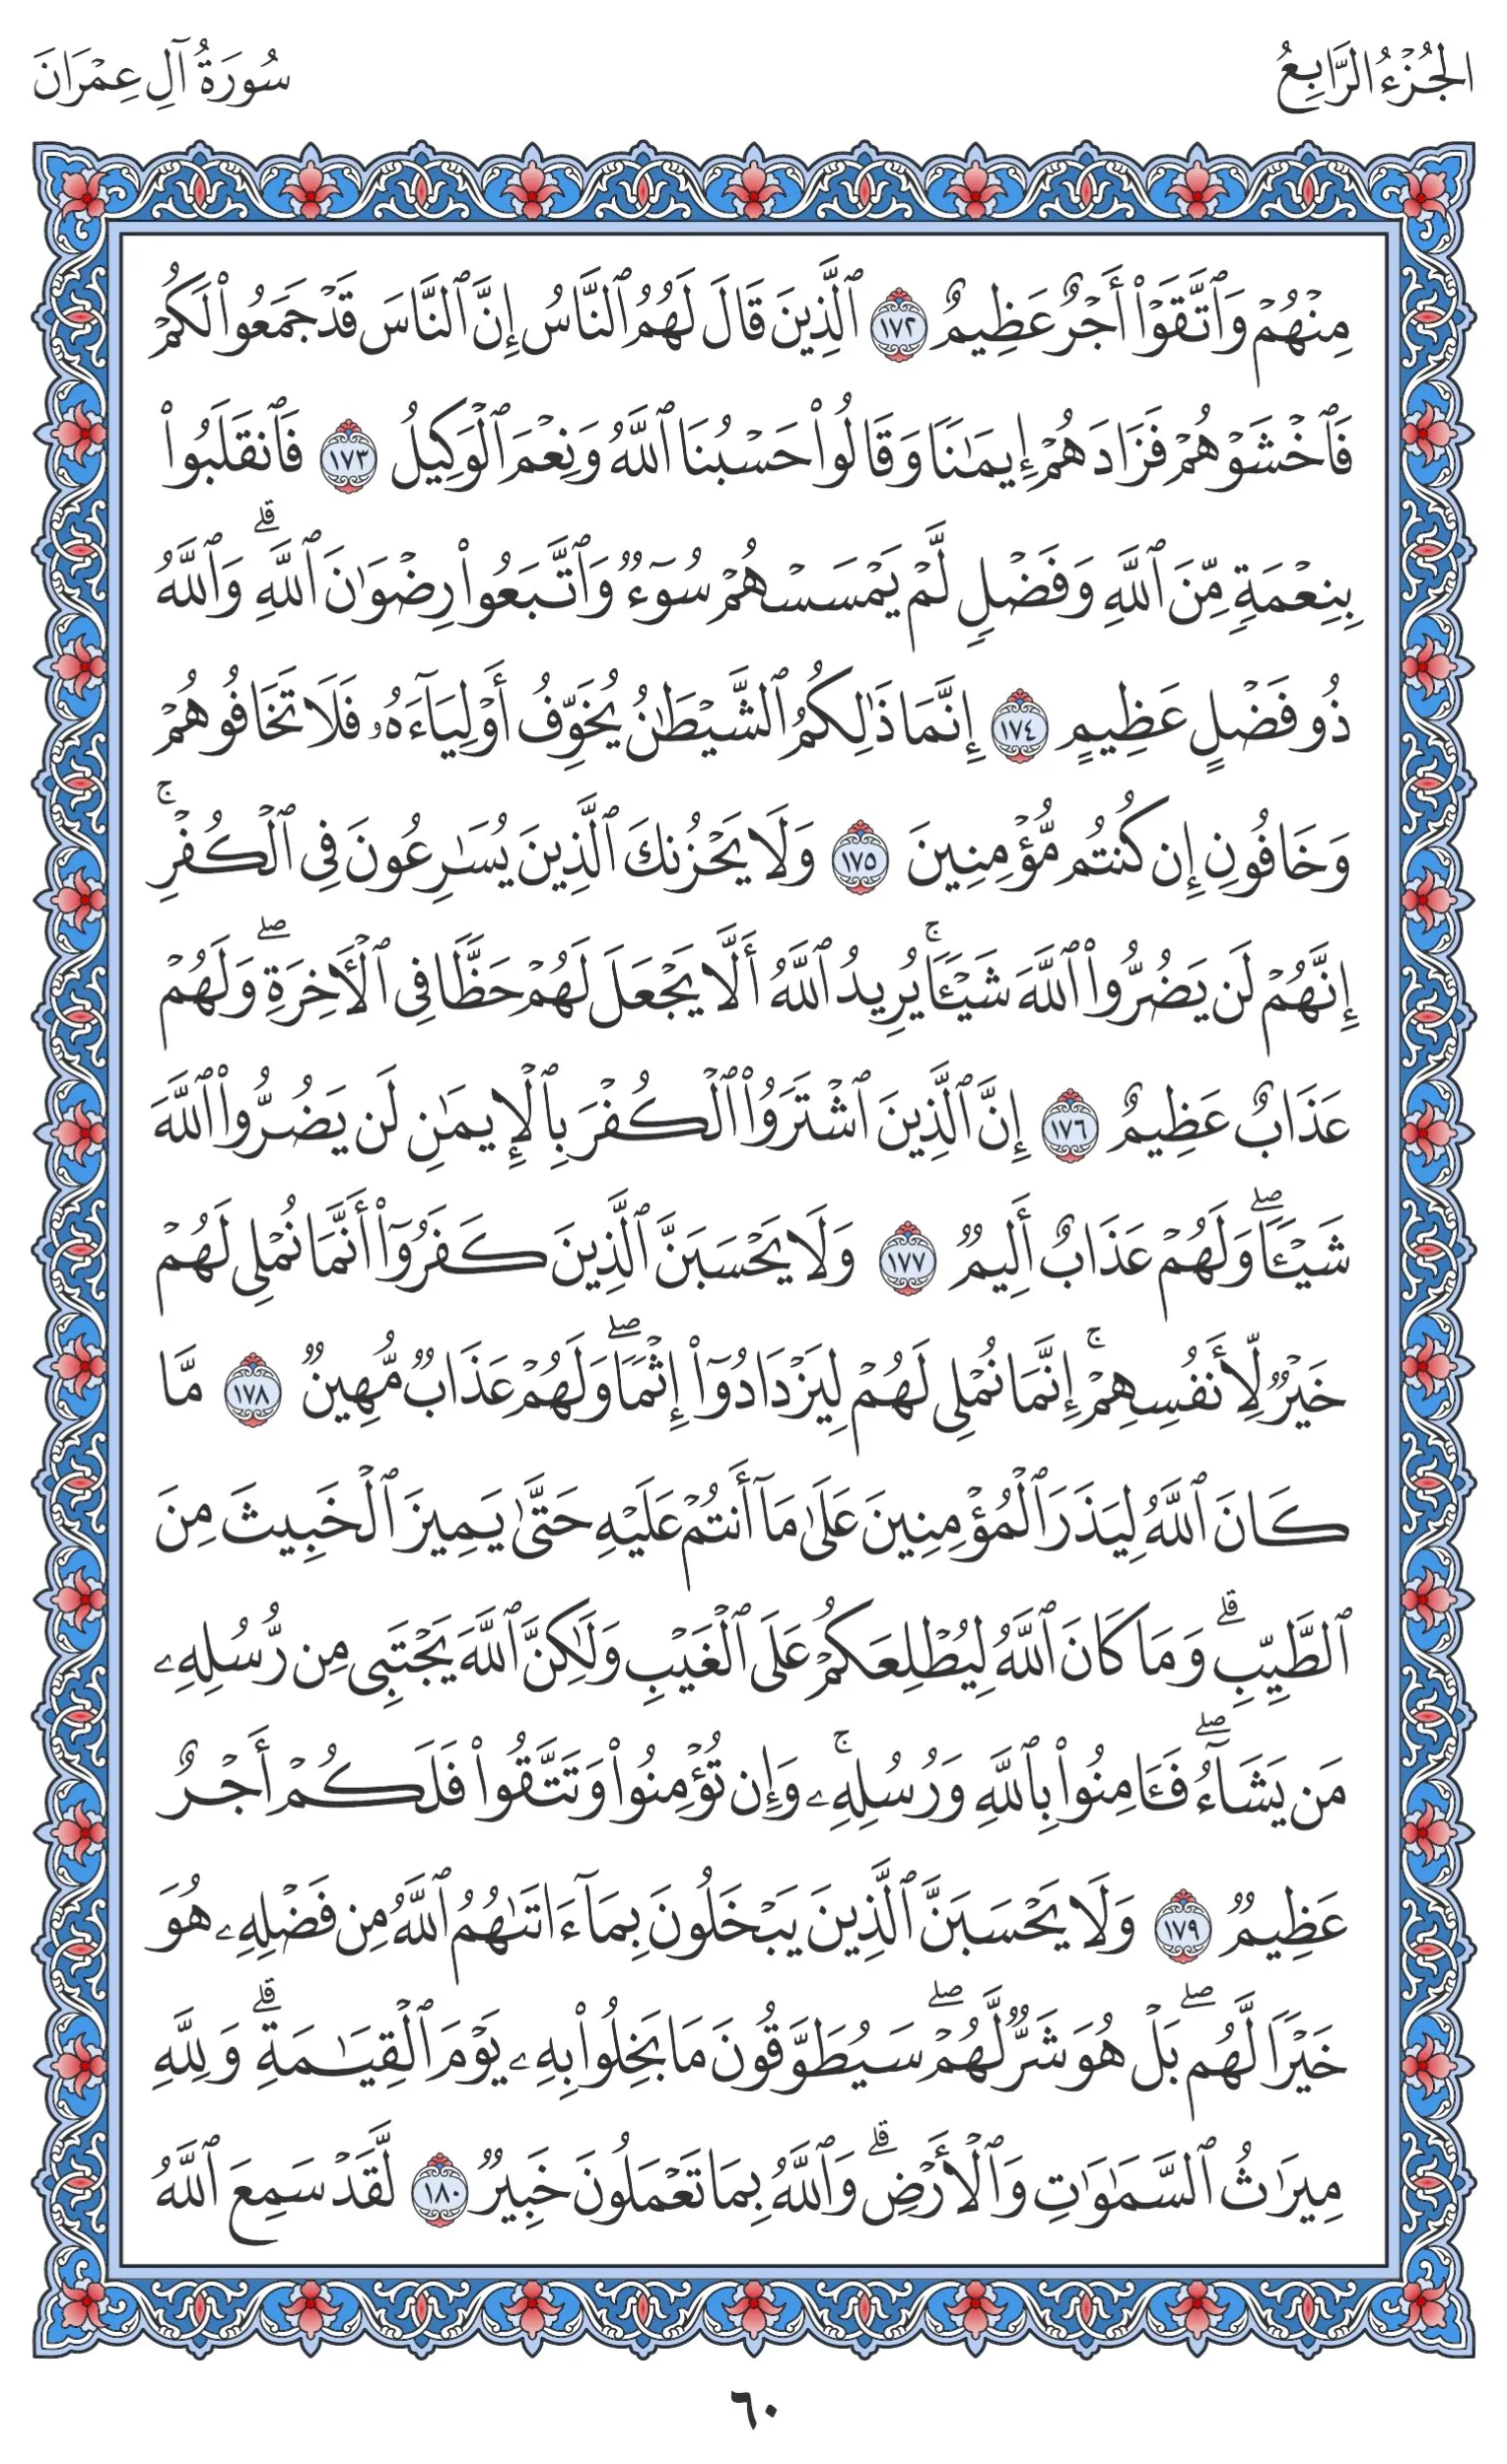 الجُزْءُ الرَّابِعُ
سُورَةُ آلِ عِمْرَانَ
مِنْهُمْ وَٱتَّقَوْا۟ أَجْرٌ عَظِيمٌ ١٧٢ ٱلَّذِينَ قَالَ لَهُمُ ٱلنَّاسُ إِنَّ ٱلنَّاسَ قَدْ جَمَعُوا۟ لَكُمْ
فَٱخْشَوْهُمْ فَزَادَهُمْ إِيمَـٰنًا وَقَالُوا۟ حَسْبُنَا ٱللَّهُ وَنِعْمَ ٱلْوَكِيلُ ١٧٣ فَٱنقَلَبُوا۟
بِنِعْمَةٍ مِّنَ ٱللَّهِ وَفَضْلٍ لَّمْ يَمْسَسْهُمْ سُوٓءٌ وَٱتَّبَعُوا۟ رِضْوَٰنَ ٱللَّهِ ۗ وَٱللَّهُ
ذُو فَضْلٍ عَظِيمٍ ١٧٤ إِنَّمَا ذَٰلِكُمُ ٱلشَّيْطَـٰنُ يُخَوِّفُ أَوْلِيَآءَهُۥ فَلَا تَخَافُوهُمْ
وَخَافُونِ إِن كُنتُم مُّؤْمِنِينَ ١٧٥ وَلَا يَحْزُنكَ ٱلَّذِينَ يُسَـٰرِعُونَ فِى ٱلْكُفْرِ ۚ
إِنَّهُمْ لَن يَضُرُّوا۟ ٱللَّهَ شَيْـًٔا ۚ يُرِيدُ ٱللَّهُ أَلَّا يَجْعَلَ لَهُمْ حَظًّا فِى ٱلْـَٔاخِرَةِ ۖ وَلَهُمْ
عَذَابٌ عَظِيمٌ ١٧٦ إِنَّ ٱلَّذِينَ ٱشْتَرَوُا۟ ٱلْكُفْرَ بِٱلْإِيمَـٰنِ لَن يَضُرُّوا۟ ٱللَّهَ
شَيْـًٔا ۖ وَلَهُمْ عَذَابٌ أَلِيمٌ ١٧٧ وَلَا يَحْسَبَنَّ ٱلَّذِينَ كَفَرُوٓا۟ أَنَّمَا نُمْلِى لَهُمْ
خَيْرٌ لِّأَنفُسِهِمْ ۚ إِنَّمَا نُمْلِى لَهُمْ لِيَزْدَادُوٓا۟ إِثْمًا ۖ وَلَهُمْ عَذَابٌ مُّهِينٌ ١٧٨ مَّا
كَانَ ٱللَّهُ لِيَذَرَ ٱلْمُؤْمِنِينَ عَلَىٰ مَآ أَنتُمْ عَلَيْهِ حَتَّىٰ يَمِيزَ ٱلْخَبِيثَ مِنَ
ٱلطَّيِّبِ ۗ وَمَا كَانَ ٱللَّهُ لِيُطْلِعَكُمْ عَلَى ٱلْغَيْبِ وَلَـٰكِنَّ ٱللَّهَ يَجْتَبِى مِن رُّسُلِهِۦ
مَن يَشَآءُ ۖ فَـَٔامِنُوا۟ بِٱللَّهِ وَرُسُلِهِۦ ۚ وَإِن تُؤْمِنُوا۟ وَتَتَّقُوا۟ فَلَكُمْ أَجْرٌ
عَظِيمٌ ١٧٩ وَلَا يَحْسَبَنَّ ٱلَّذِينَ يَبْخَلُونَ بِمَآ ءَاتَىٰهُمُ ٱللَّهُ مِن فَضْلِهِۦ هُوَ
خَيْرًا لَّهُم ۖ بَلْ هُوَ شَرٌّ لَّهُمْ ۖ سَيُطَوَّقُونَ مَا بَخِلُوا۟ بِهِۦ يَوْمَ ٱلْقِيَـٰمَةِ ۗ وَلِلَّهِ
مِيرَٰثُ ٱلسَّمَـٰوَٰتِ وَٱلْأَرْضِ ۗ وَٱللَّهُ بِمَا تَعْمَلُونَ خَبِيرٌ ١٨٠ لَّقَدْ سَمِعَ ٱللَّهُ
٦٠